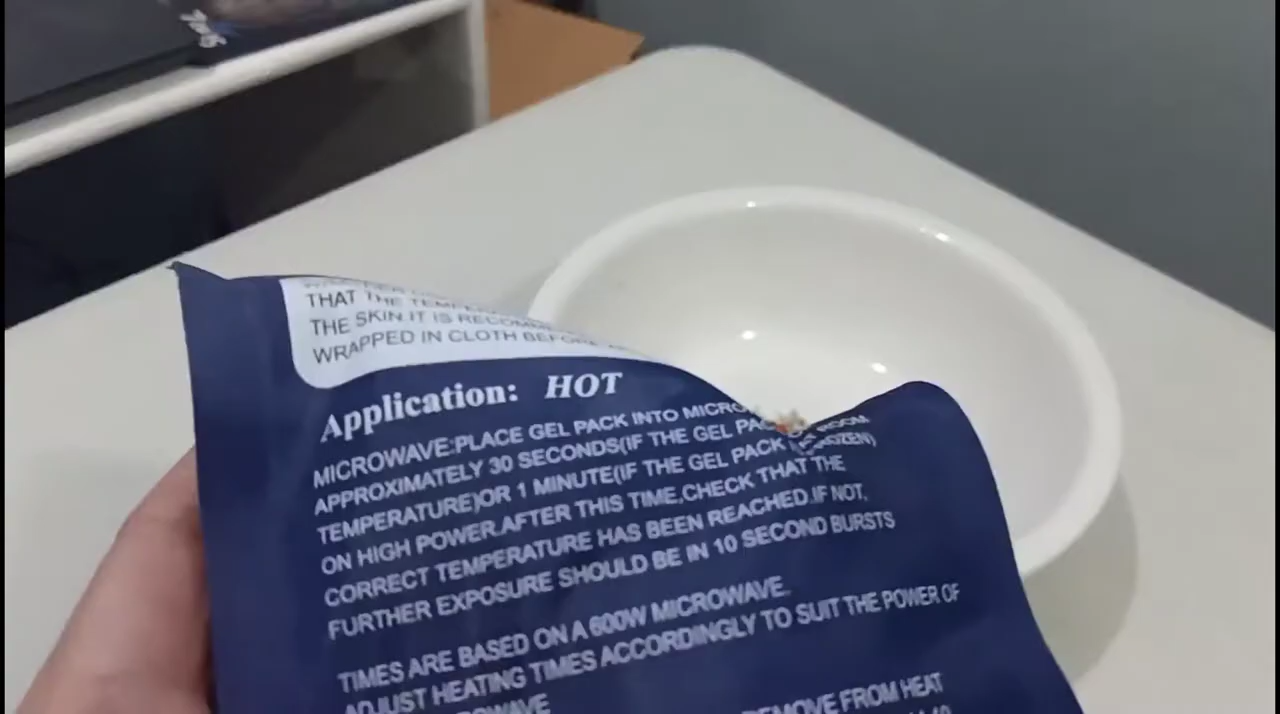 THAT THE
THE SKIN.IT IS
WRAPPED IN CLOTH BEFORE
Application: HOT
MICROWAVE:PLACE GEL PACK INTO
APPROXIMATELY 30 SECONDS(IF THE GEL ROOM
TEMPERATURE)OR 1 MINUTE(IF THE GEL PACK
ON HIGH POWER.AFTER THIS TIME,CHECK THAT THE
CORRECT TEMPERATURE HAS BEEN REACHED.IF NOT,
FURTHER EXPOSURE SHOULD BE IN 10 SECOND BURSTS
TIMES ARE BASED ON A 600W MICROWAVE.
ADJUST HEATING TIMES ACCORDINGLY TO SUIT THE POWER OF
REMOVE FROM HEAT